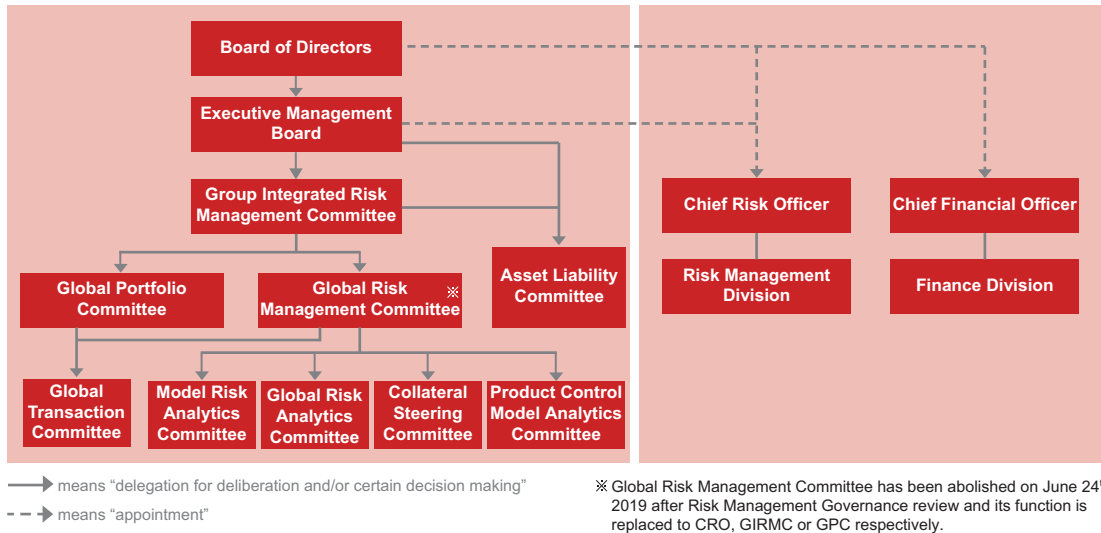 Board of Directors
Executive Management
Board
Group Integrated Risk
Management Committee
Chief Risk Officer
Chief Financial Officer
Global Portfolio
Committee
Global Risk
Management Committee ※
Asset Liability
Committee
Risk Management
Division
Finance Division
Global
Transaction
Committee
Model Risk
Analytics
Committee
Global Risk
Analytics
Committee
Collateral
Steering
Committee
Product Control
Model Analytics
Committee
means “delegation for deliberation and/or certain decision making”
means “appointment”
※ Global Risk Management Committee has been abolished on June 24
2019 after Risk Management Governance review and its function is
replaced to CRO, GIRMC or GPC respectively.